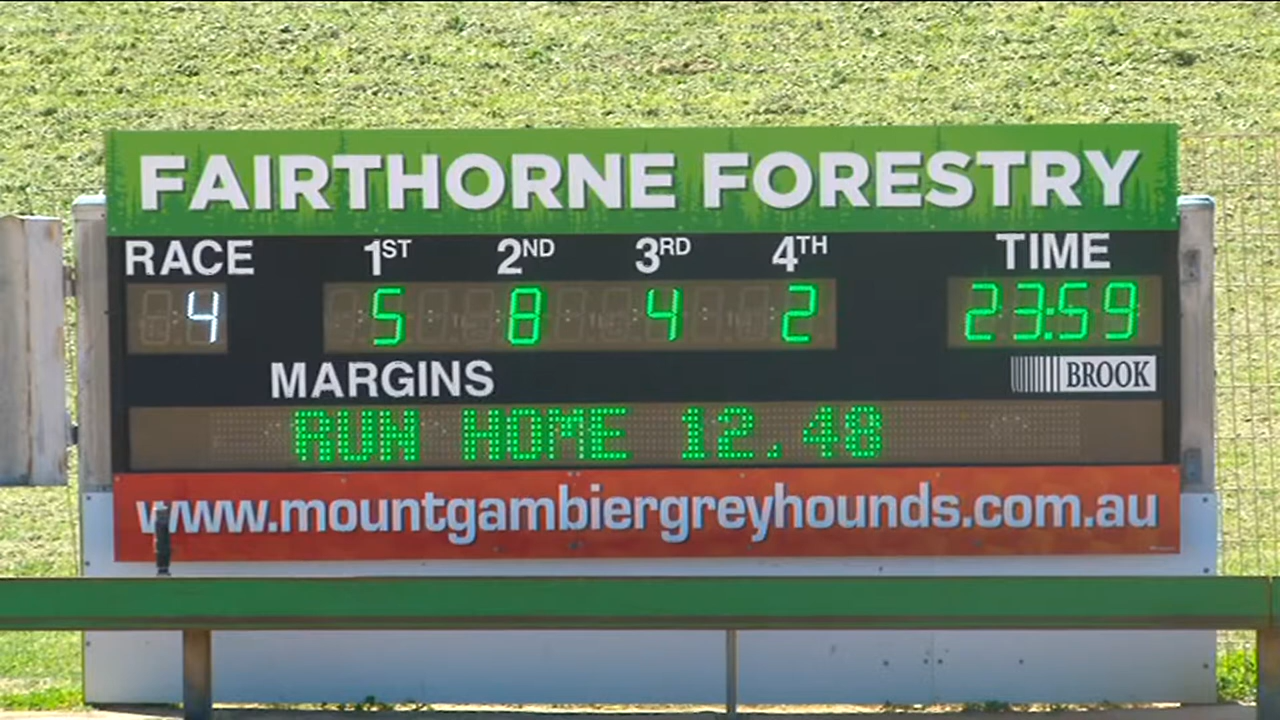 FAIRTHORNE FORESTRY
RACE 1ST 2ND 3RD 4TH TIME
4 5 8 4 2 23:59
MARGINS BROOK
RUN HOME 12.48
www.mountgambiergreyhounds.com.au